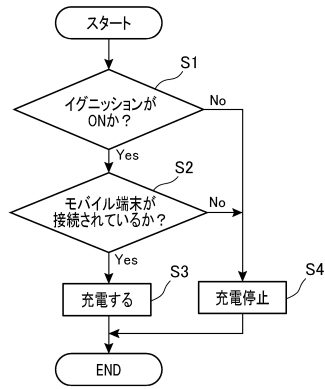 スタート
S1
イグニッションが
ONか？
No
Yes
S2
モバイル端末が
接続されているか？
No
Yes
S3
充電する
S4
充電停止
END